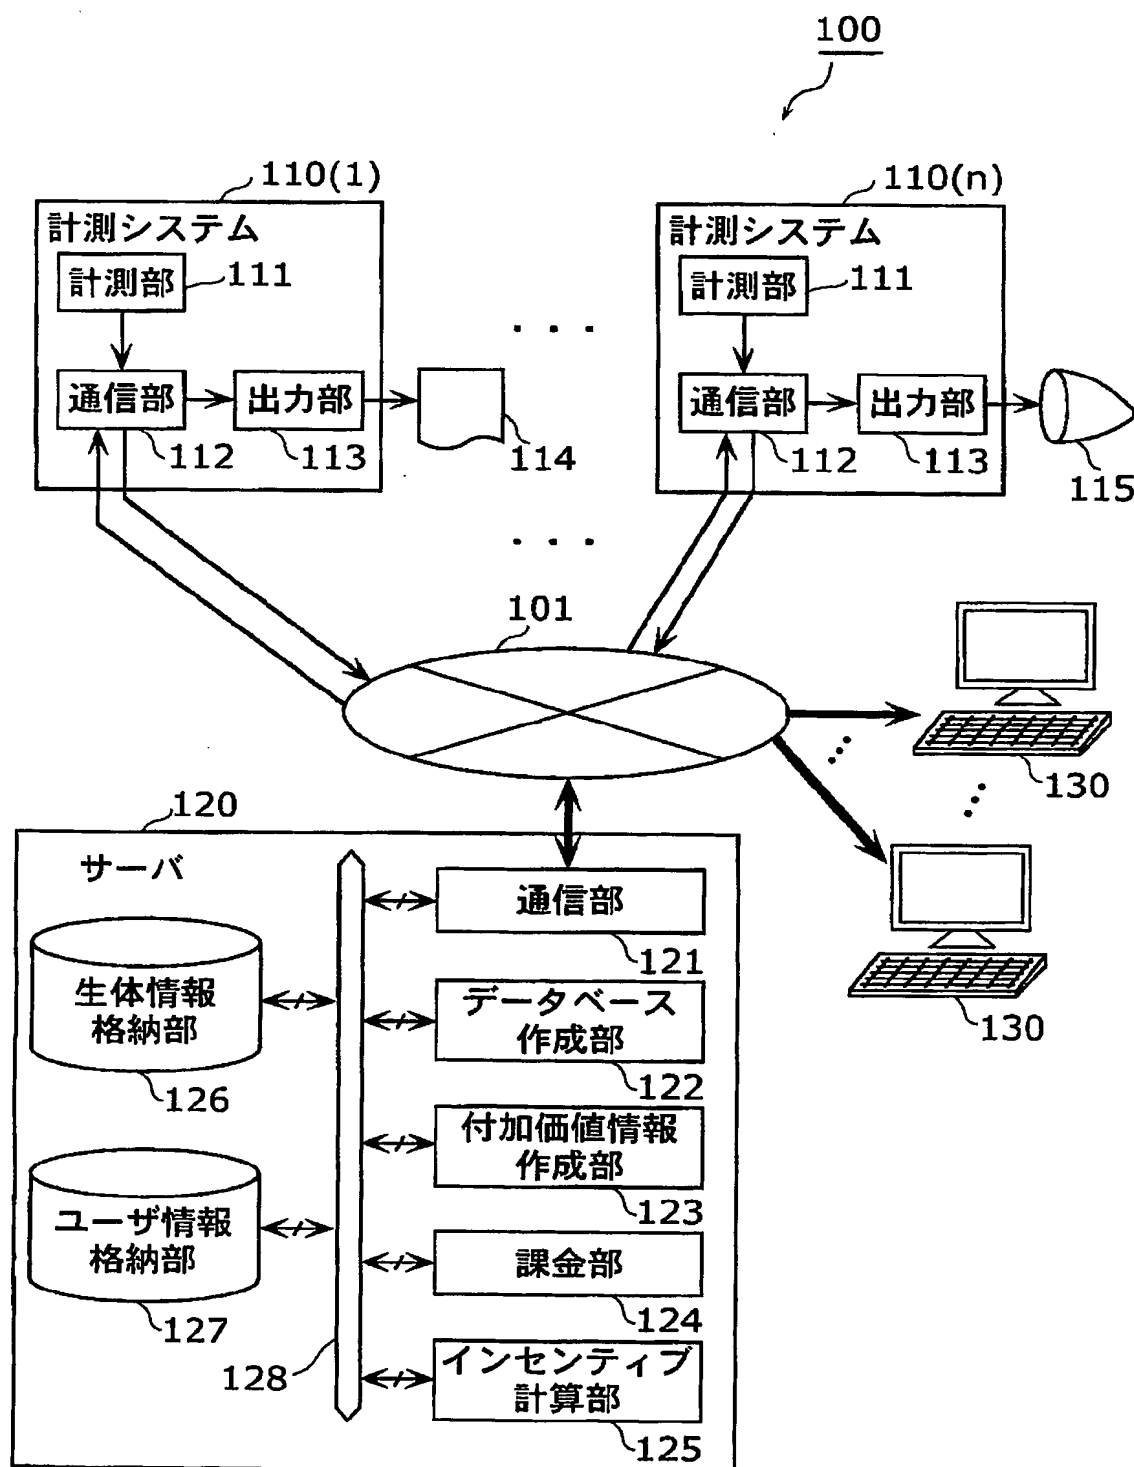 100
110(1)
計測システム
計測部
111
通信部
出力部
112
113
114
. . .
110(n)
計測システム
計測部
111
通信部
出力部
112
113
115
. . .
101
130
130
120
サーバ
通信部
121
生体情報
格納部
126
データベース
作成部
122
付加価値情報
作成部
123
ユーザ情報
格納部
127
課金部
124
128
インセンティブ
計算部
125